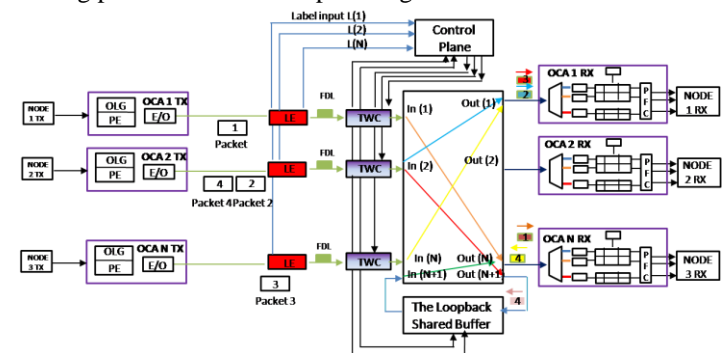 Label input L(1)
L(2)
L(N)
Control
Plane
NODE
1 TX
OLG
PE
OCA 1 TX
E/O
1
Packet
LE
FDL
TWC
In (1)
Out (1)
3
2
OCA 1 RX
P
F
C
NODE
1 RX
NODE
2 TX
OLG
PE
OCA 2 TX
E/O
4
2
Packet 4
Packet 2
LE
TWC
In (2)
Out (2)
OCA 2 RX
P
F
C
NODE
2 RX
NODE
3 TX
OLG
PE
OCA N TX
E/O
3
Packet 3
LE
FDL
TWC
In (N)
In (N+1)
Out (N)
Out (N+1)
1
4
4
OCA N RX
P
F
C
NODE
3 RX
The Loopback
Shared Buffer